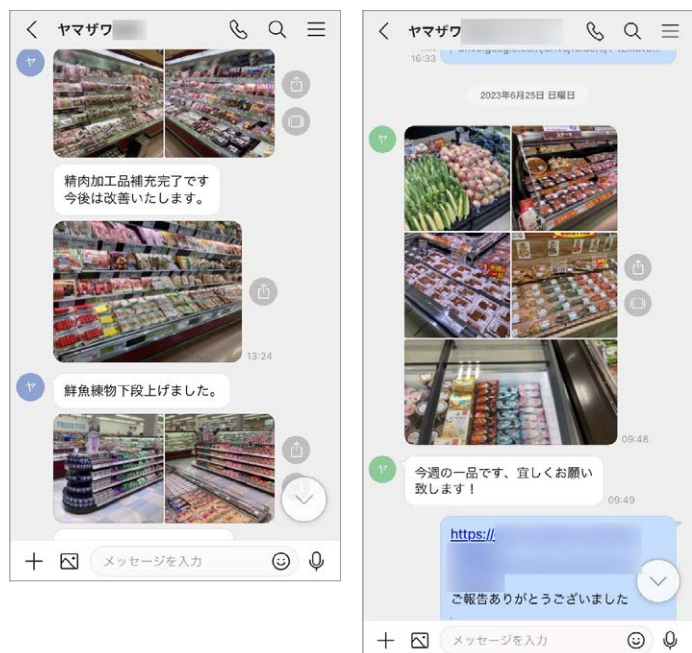 ヤマザワ
ヤ
精肉加工品補充完了です
今後は改善いたします。
13:24
ヤ
鮮魚練物下段上げました。
メッセージを入力
ヤマザワ
16:33
2023年6月25日 日曜日
ヤ
09:48
ヤ
今週の一品です、宜しくお願い
致します！
09:49
https://
ご報告ありがとうございました
メッセージを入力